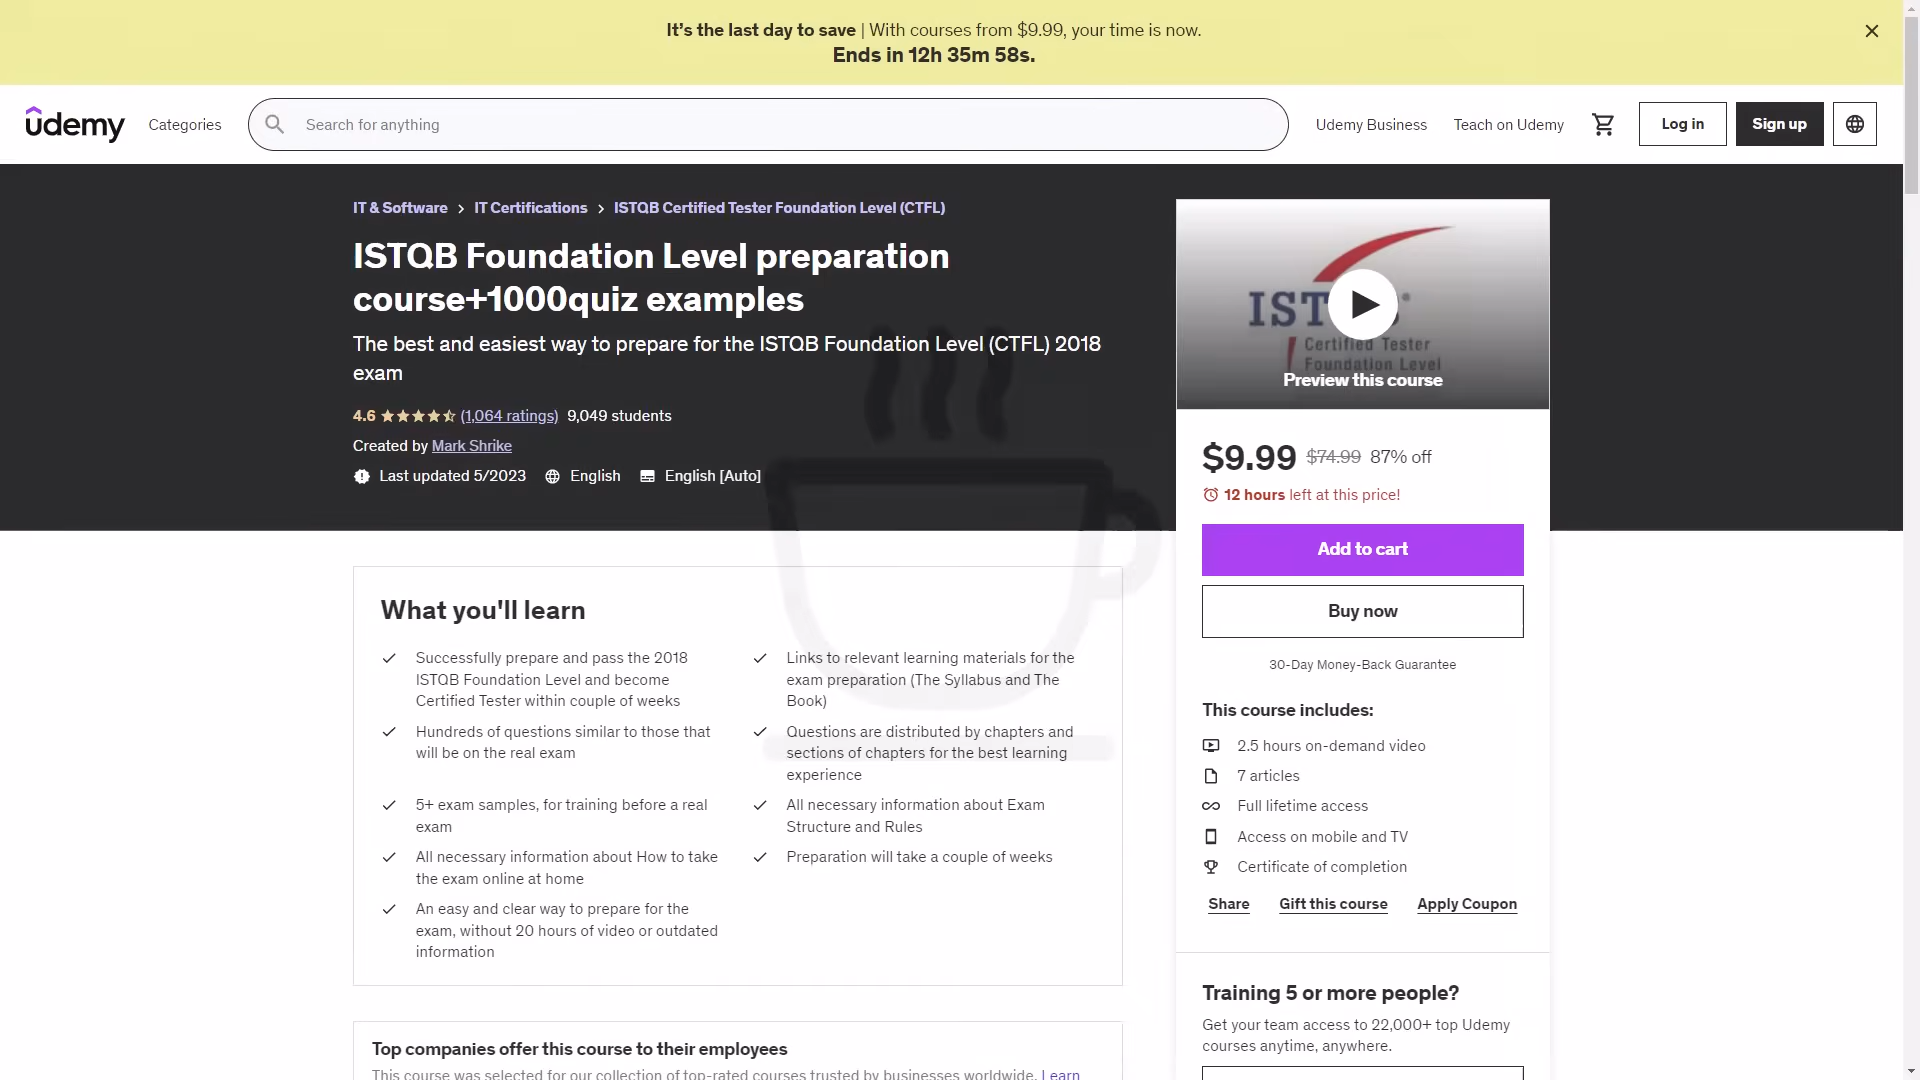 It's the last day to save | With courses from $9.99, your time is now.
Ends in 12h 35m 58s.
udemy
Categories
Search for anything
Udemy Business
Teach on Udemy
Log in
Sign up
IT & Software > IT Certifications > ISTQB Certified Tester Foundation Level (CTFL)
ISTQB Foundation Level preparation
course+1000quiz examples
The best and easiest way to prepare for the ISTQB Foundation Level (CTFL) 2018
exam
4.6 (1,064 ratings) 9,049 students
Created by Mark Shrike
Last updated 5/2023 English English [Auto]
Certified Tester
Foundation Level
Preview this course
$9.99 $74.99 87% off
12 hours left at this price!
Add to cart
Buy now
30-Day Money-Back Guarantee
This course includes:
2.5 hours on-demand video
7 articles
Full lifetime access
Access on mobile and TV
Certificate of completion
Share Gift this course Apply Coupon
Training 5 or more people?
Get your team access to 22,000+ top Udemy
courses anytime, anywhere.
What you'll learn
Successfully prepare and pass the 2018
ISTQB Foundation Level and become
Certified Tester within couple of weeks
Links to relevant learning materials for the
exam preparation (The Syllabus and The
Book)
Hundreds of questions similar to those that
will be on the real exam
Questions are distributed by chapters and
sections of chapters for the best learning
experience
5+ exam samples, for training before a real
exam
All necessary information about Exam
Structure and Rules
All necessary information about How to take
the exam online at home
Preparation will take a couple of weeks
An easy and clear way to prepare for the
exam, without 20 hours of video or outdated
information
Top companies offer this course to their employees
This course was selected for our collection of top-rated courses trusted by businesses worldwide. Learn